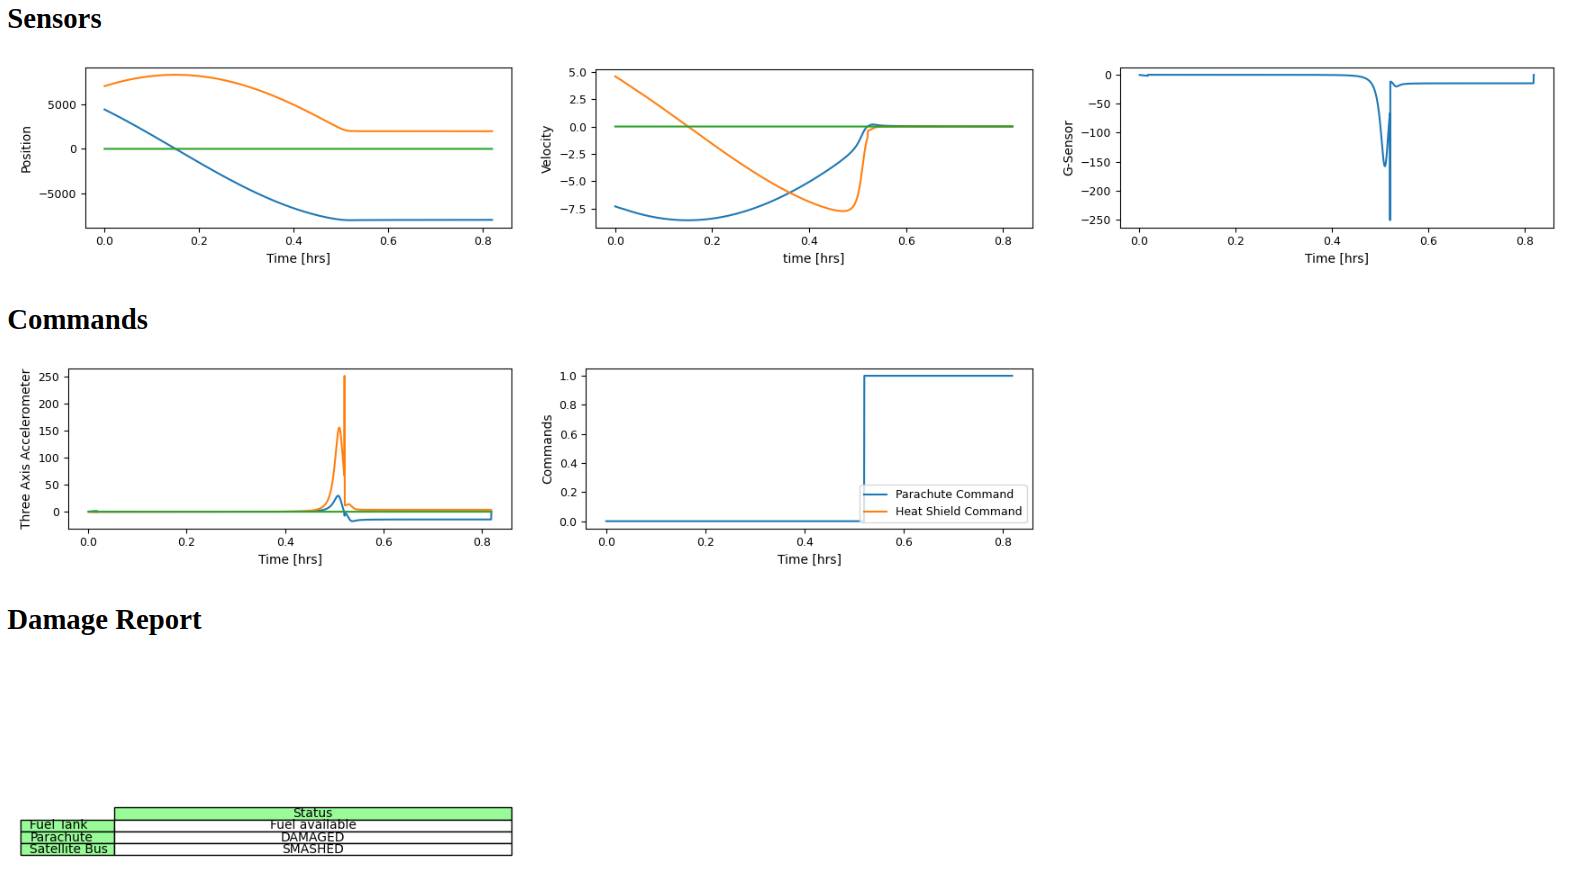 Sensors
Position
5000
0
−5000
0.0 0.2 0.4 0.6 0.8
Time [hrs]
Velocity
5.0
2.5
0.0
−2.5
−5.0
−7.5
0.0 0.2 0.4 0.6 0.8
time [hrs]
G-Sensor
0
−50
−100
−150
−200
−250
0.0 0.2 0.4 0.6 0.8
Time [hrs]
Commands
Three Axis Accelerometer
250
200
150
100
50
0
0.0 0.2 0.4 0.6 0.8
Time [hrs]
Commands
1.0
0.8
0.6
0.4
0.2
0.0
Parachute Command
Heat Shield Command
0.0 0.2 0.4 0.6 0.8
Time [hrs]
Damage Report
Status
Fuel Tank Fuel available
Parachute DAMAGED
Satellite Bus SMASHED